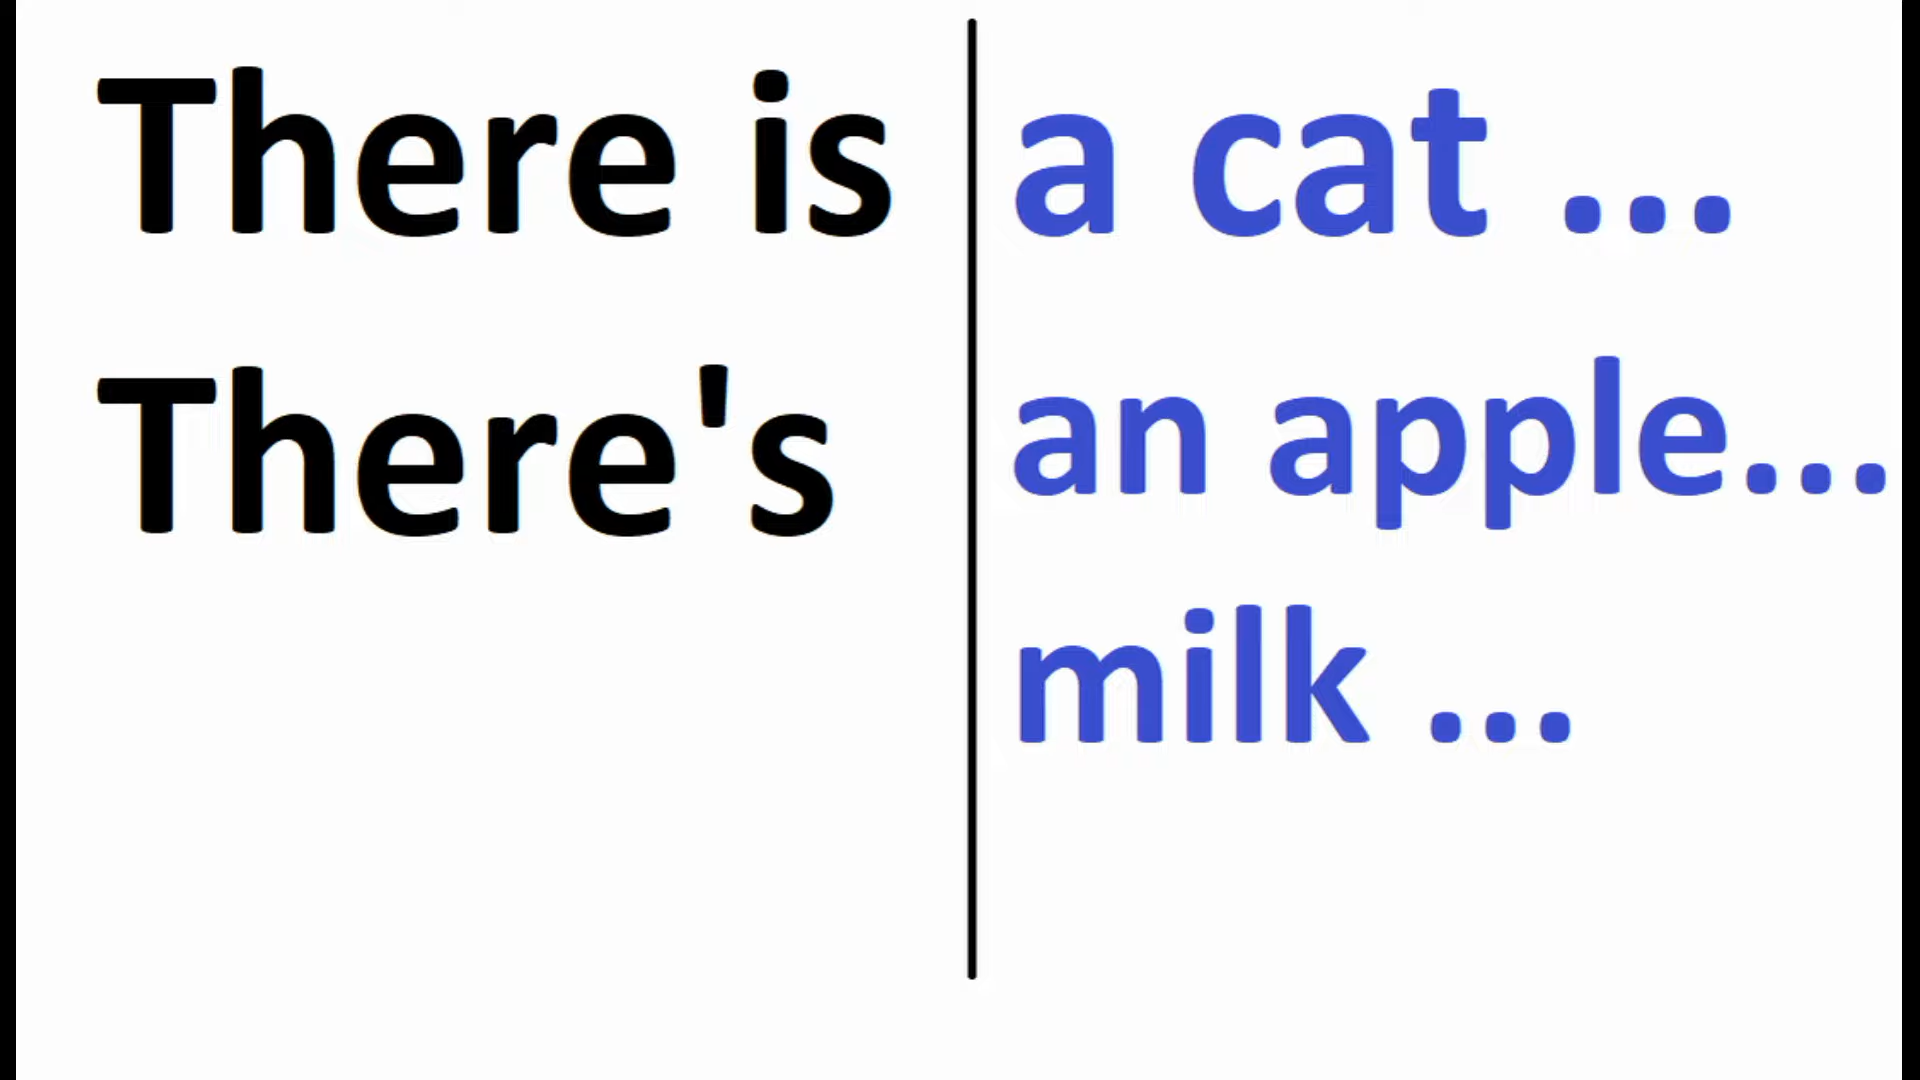 There is
There's
a cat ...
an apple...
milk ...